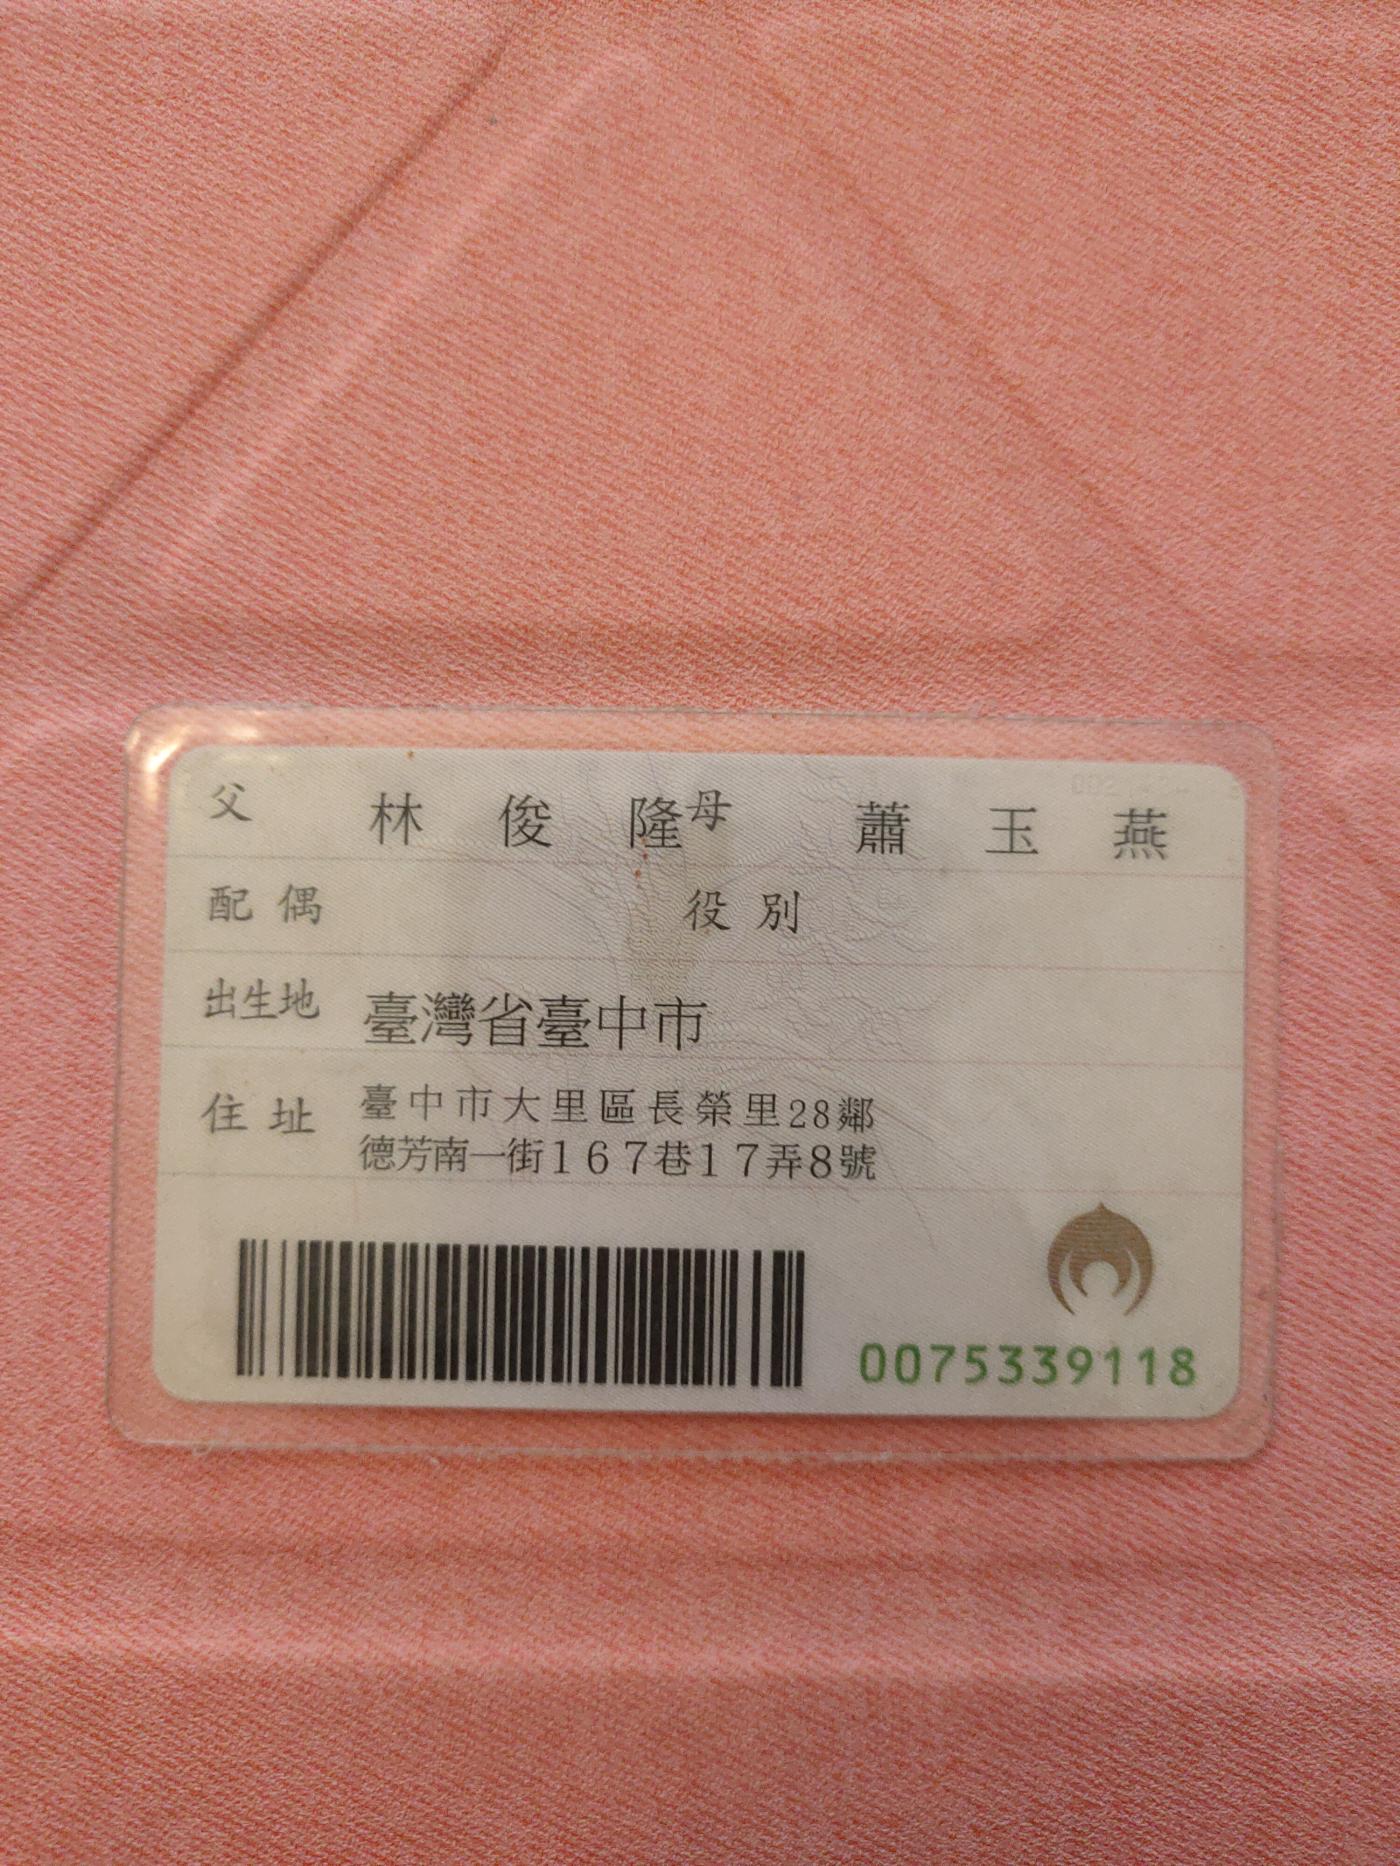 父 林俊隆 母 蕭玉燕
配偶 役別
出生地 臺灣省臺中市
住址 臺中市大里區長榮里28鄰
德芳南一街167巷17弄8號
0075339118